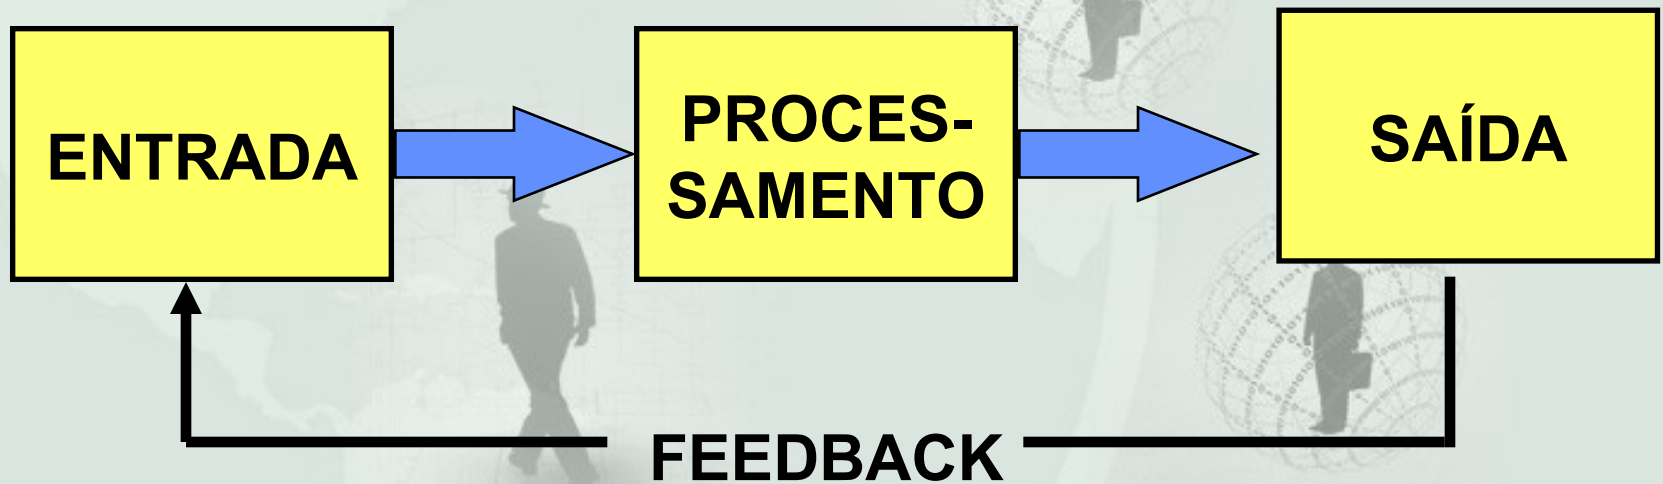 ENTRADA
PROCES-
SAMENTO
SAÍDA
FEEDBACK